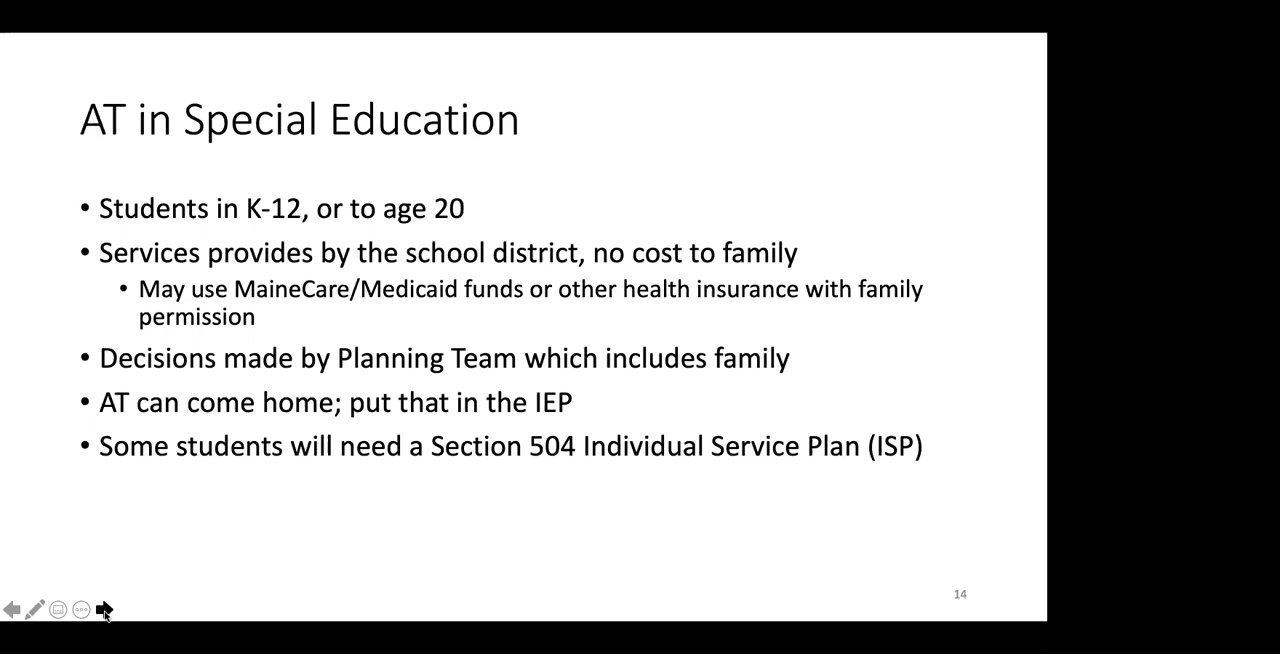 AT in Special Education
• Students in K-12, or to age 20
• Services provides by the school district, no cost to family
• May use MaineCare/Medicaid funds or other health insurance with family
permission
• Decisions made by Planning Team which includes family
• AT can come home; put that in the IEP
• Some students will need a Section 504 Individual Service Plan (ISP)
14